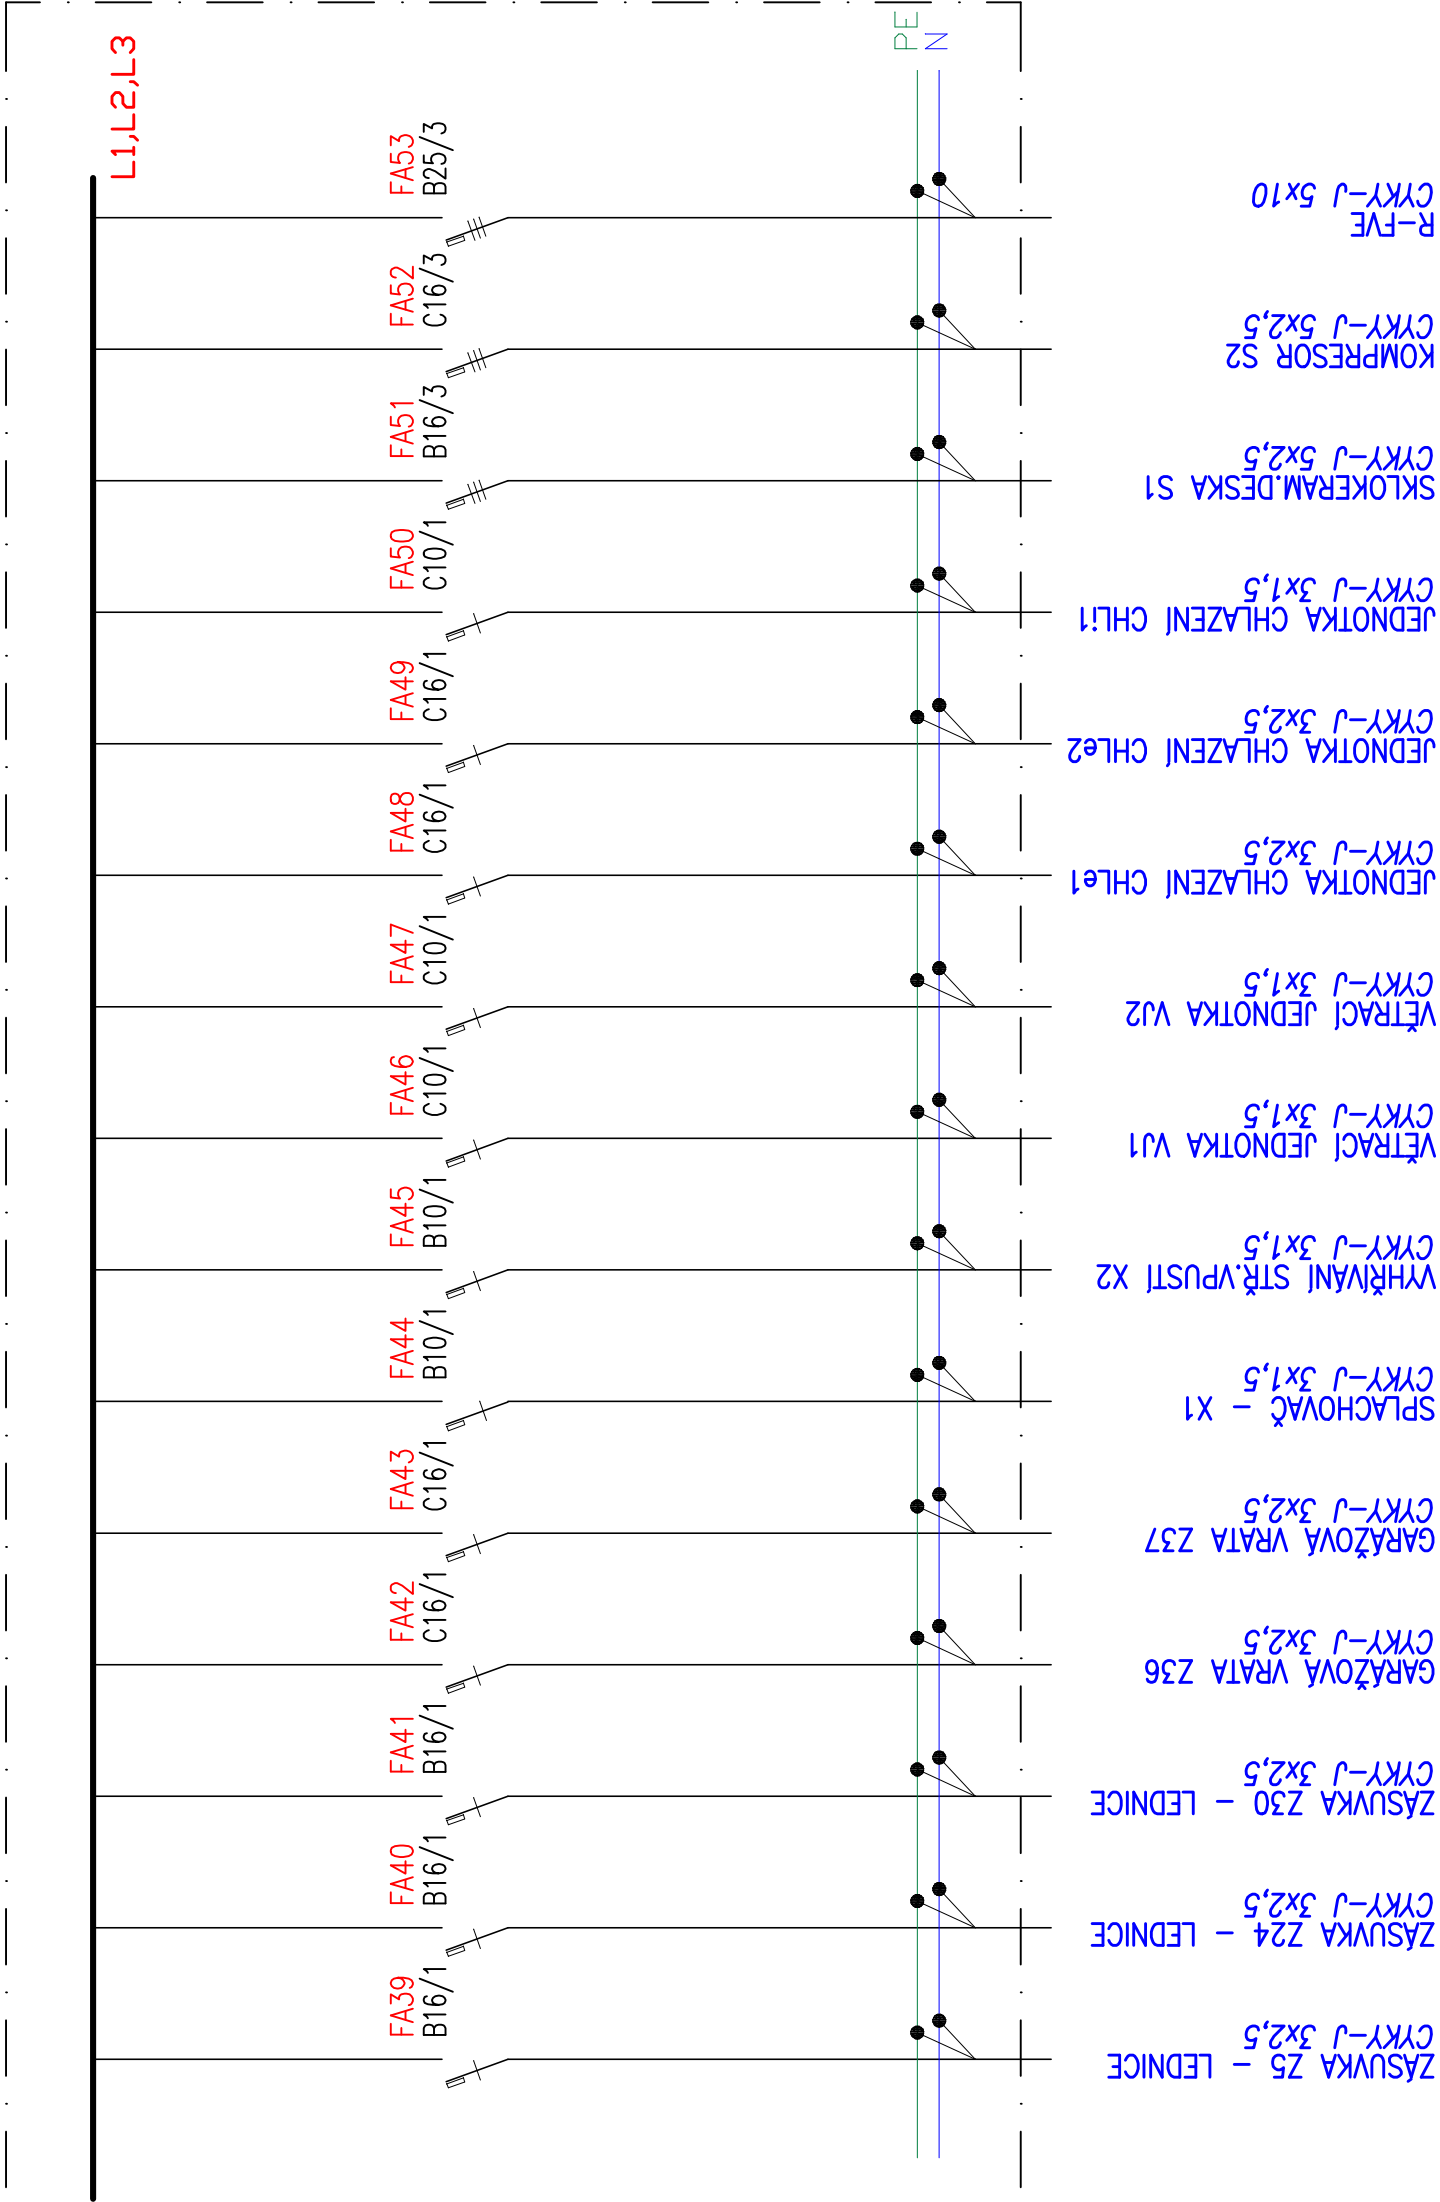 L1,L2,L3
PE
N
FA53
B25/3
R-FVE
CYKY-J 5x10
FA52
C16/3
KOMPRESOR S2
CYKY-J 5x2,5
FA51
B16/3
SKLOKERAM.DESKA S1
CYKY-J 5x2,5
FA50
C10/1
JEDNOTKA CHLAZENÍ CHLi1
CYKY-J 3x1,5
FA49
C16/1
JEDNOTKA CHLAZENÍ CHLe2
CYKY-J 3x2,5
FA48
C16/1
JEDNOTKA CHLAZENÍ CHLe1
CYKY-J 3x2,5
FA47
C10/1
VĚTRACÍ JEDNOTKA VJ2
CYKY-J 3x1,5
FA46
C10/1
VĚTRACÍ JEDNOTKA VJ1
CYKY-J 3x1,5
FA45
B10/1
VYHŘÍVÁNÍ STŘ.VPUSTÍ X2
CYKY-J 3x1,5
FA44
B10/1
SPLACHOVAČ - X1
CYKY-J 3x1,5
FA43
C16/1
GARÁŽOVÁ VRATA Z37
CYKY-J 3x2,5
FA42
C16/1
GARÁŽOVÁ VRATA Z36
CYKY-J 3x2,5
FA41
B16/1
ZÁSUVKA Z30 - LEDNICE
CYKY-J 3x2,5
FA40
B16/1
ZÁSUVKA Z24 - LEDNICE
CYKY-J 3x2,5
FA39
B16/1
ZÁSUVKA Z5 - LEDNICE
CYKY-J 3x2,5